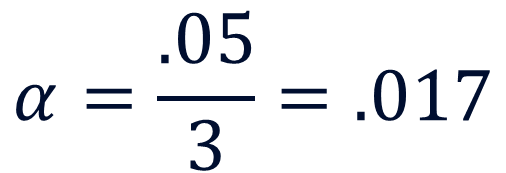 α = .05/3 = .017